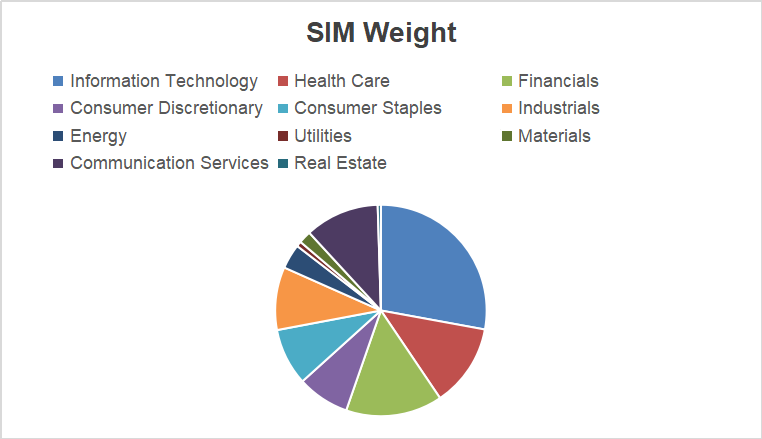 SIM Weight
Information Technology Health Care Financials
Consumer Discretionary Consumer Staples Industrials
Energy Utilities Materials
Communication Services Real Estate